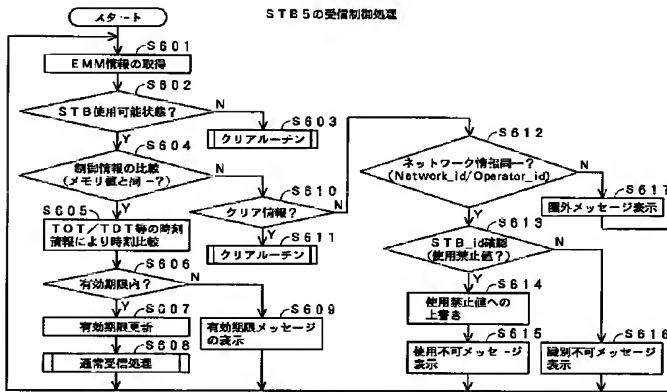 STB5の受信制御処理
スタート
S601
EMM情報の取得
S602
STB使用可能状態？
N
Y
S603
クリアルーチン
S604
制御情報の比較
(メモリ値と同一？)
N
Y
S605
TOT／TDT等の時刻
情報により時刻比較
S606
有効期限内？
N
Y
S607
有効期限更新
S608
通常受信処理
S609
有効期限メッセージ
の表示
S610
クリア情報？
N
Y
S611
クリアルーチン
S612
ネットワーク情報同一？
(Network_id/Operator_id)
N
Y
S617
圏外メッセージ表示
S613
STB_id確認
(使用禁止値？)
N
Y
S614
使用禁止値への
上書き
S615
使用不可メッセージ
表示
S616
識別不可メッセージ
表示